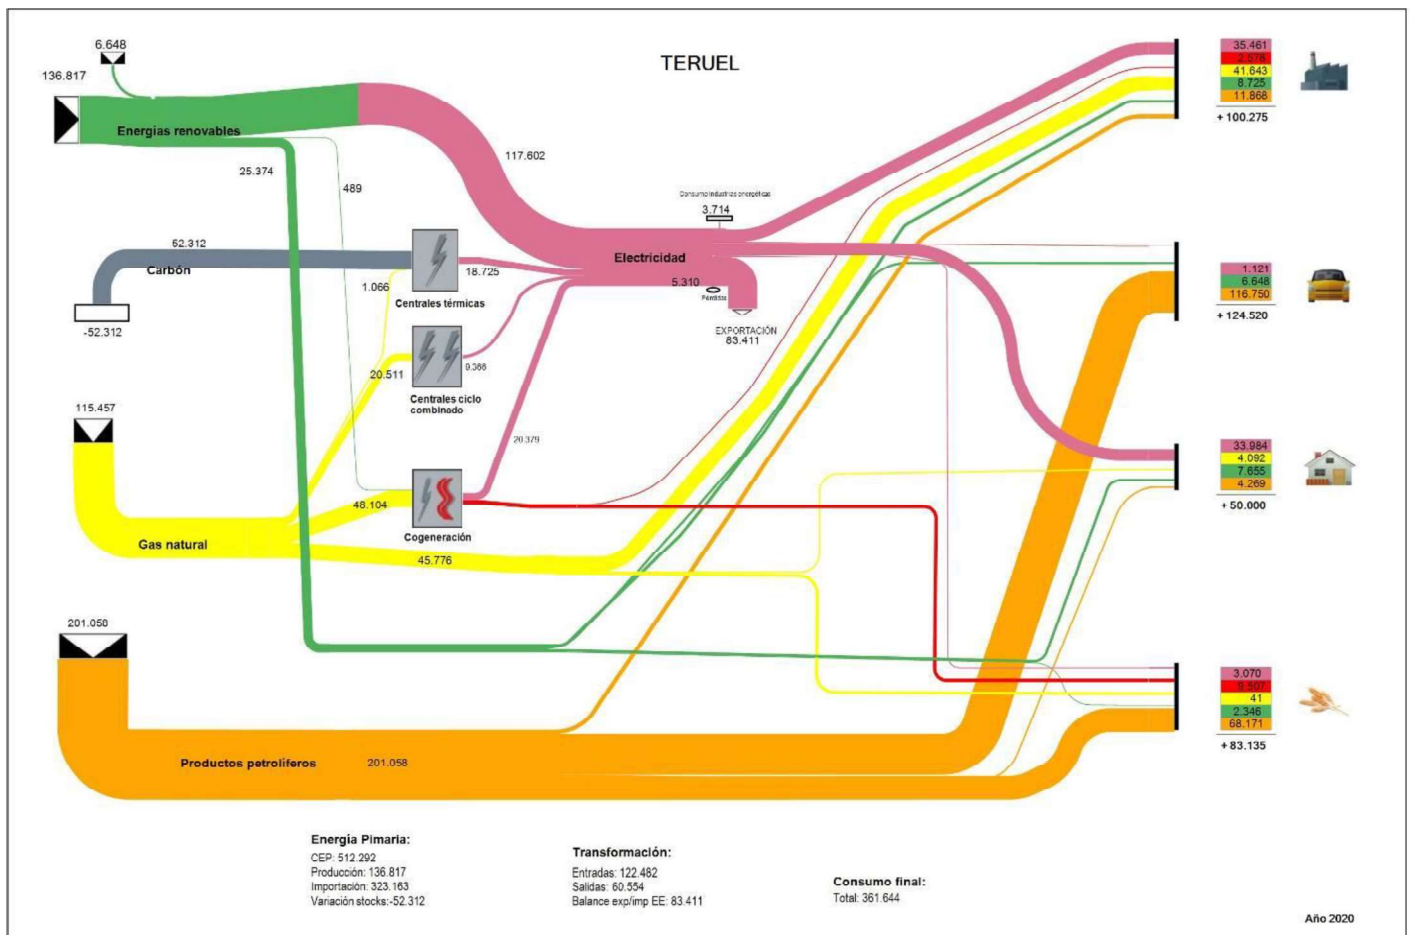 TERUEL
6.648
136.817
Energías renovables
25.374
489
117.602
Consumo industrias energéticas
3.714
Electricidad
5.310
Pérdidas
EXPORTACIÓN
83.411
52.312
Carbón
-52.312
1.066
18.725
Centrales térmicas
20.511
Centrales ciclo
combinado
20.379
115.457
Gas natural
48.104
Cogeneración
45.776
201.058
Productos petrolíferos
201.058
35.461
2.578
41.643
8.725
11.868
+ 100.275
1.121
6.648
116.750
+ 124.520
33.984
4.092
7.655
4.269
+ 50.000
3.070
9.507
41
2.346
68.171
+ 83.135
Energía Pimaria:
CEP: 512.292
Producción: 136.817
Importación: 323.163
Variación stocks:-52.312
Transformación:
Entradas: 122.482
Salidas: 60.554
Balance exp/imp EE: 83.411
Consumo final:
Total: 361.644
Año 2020